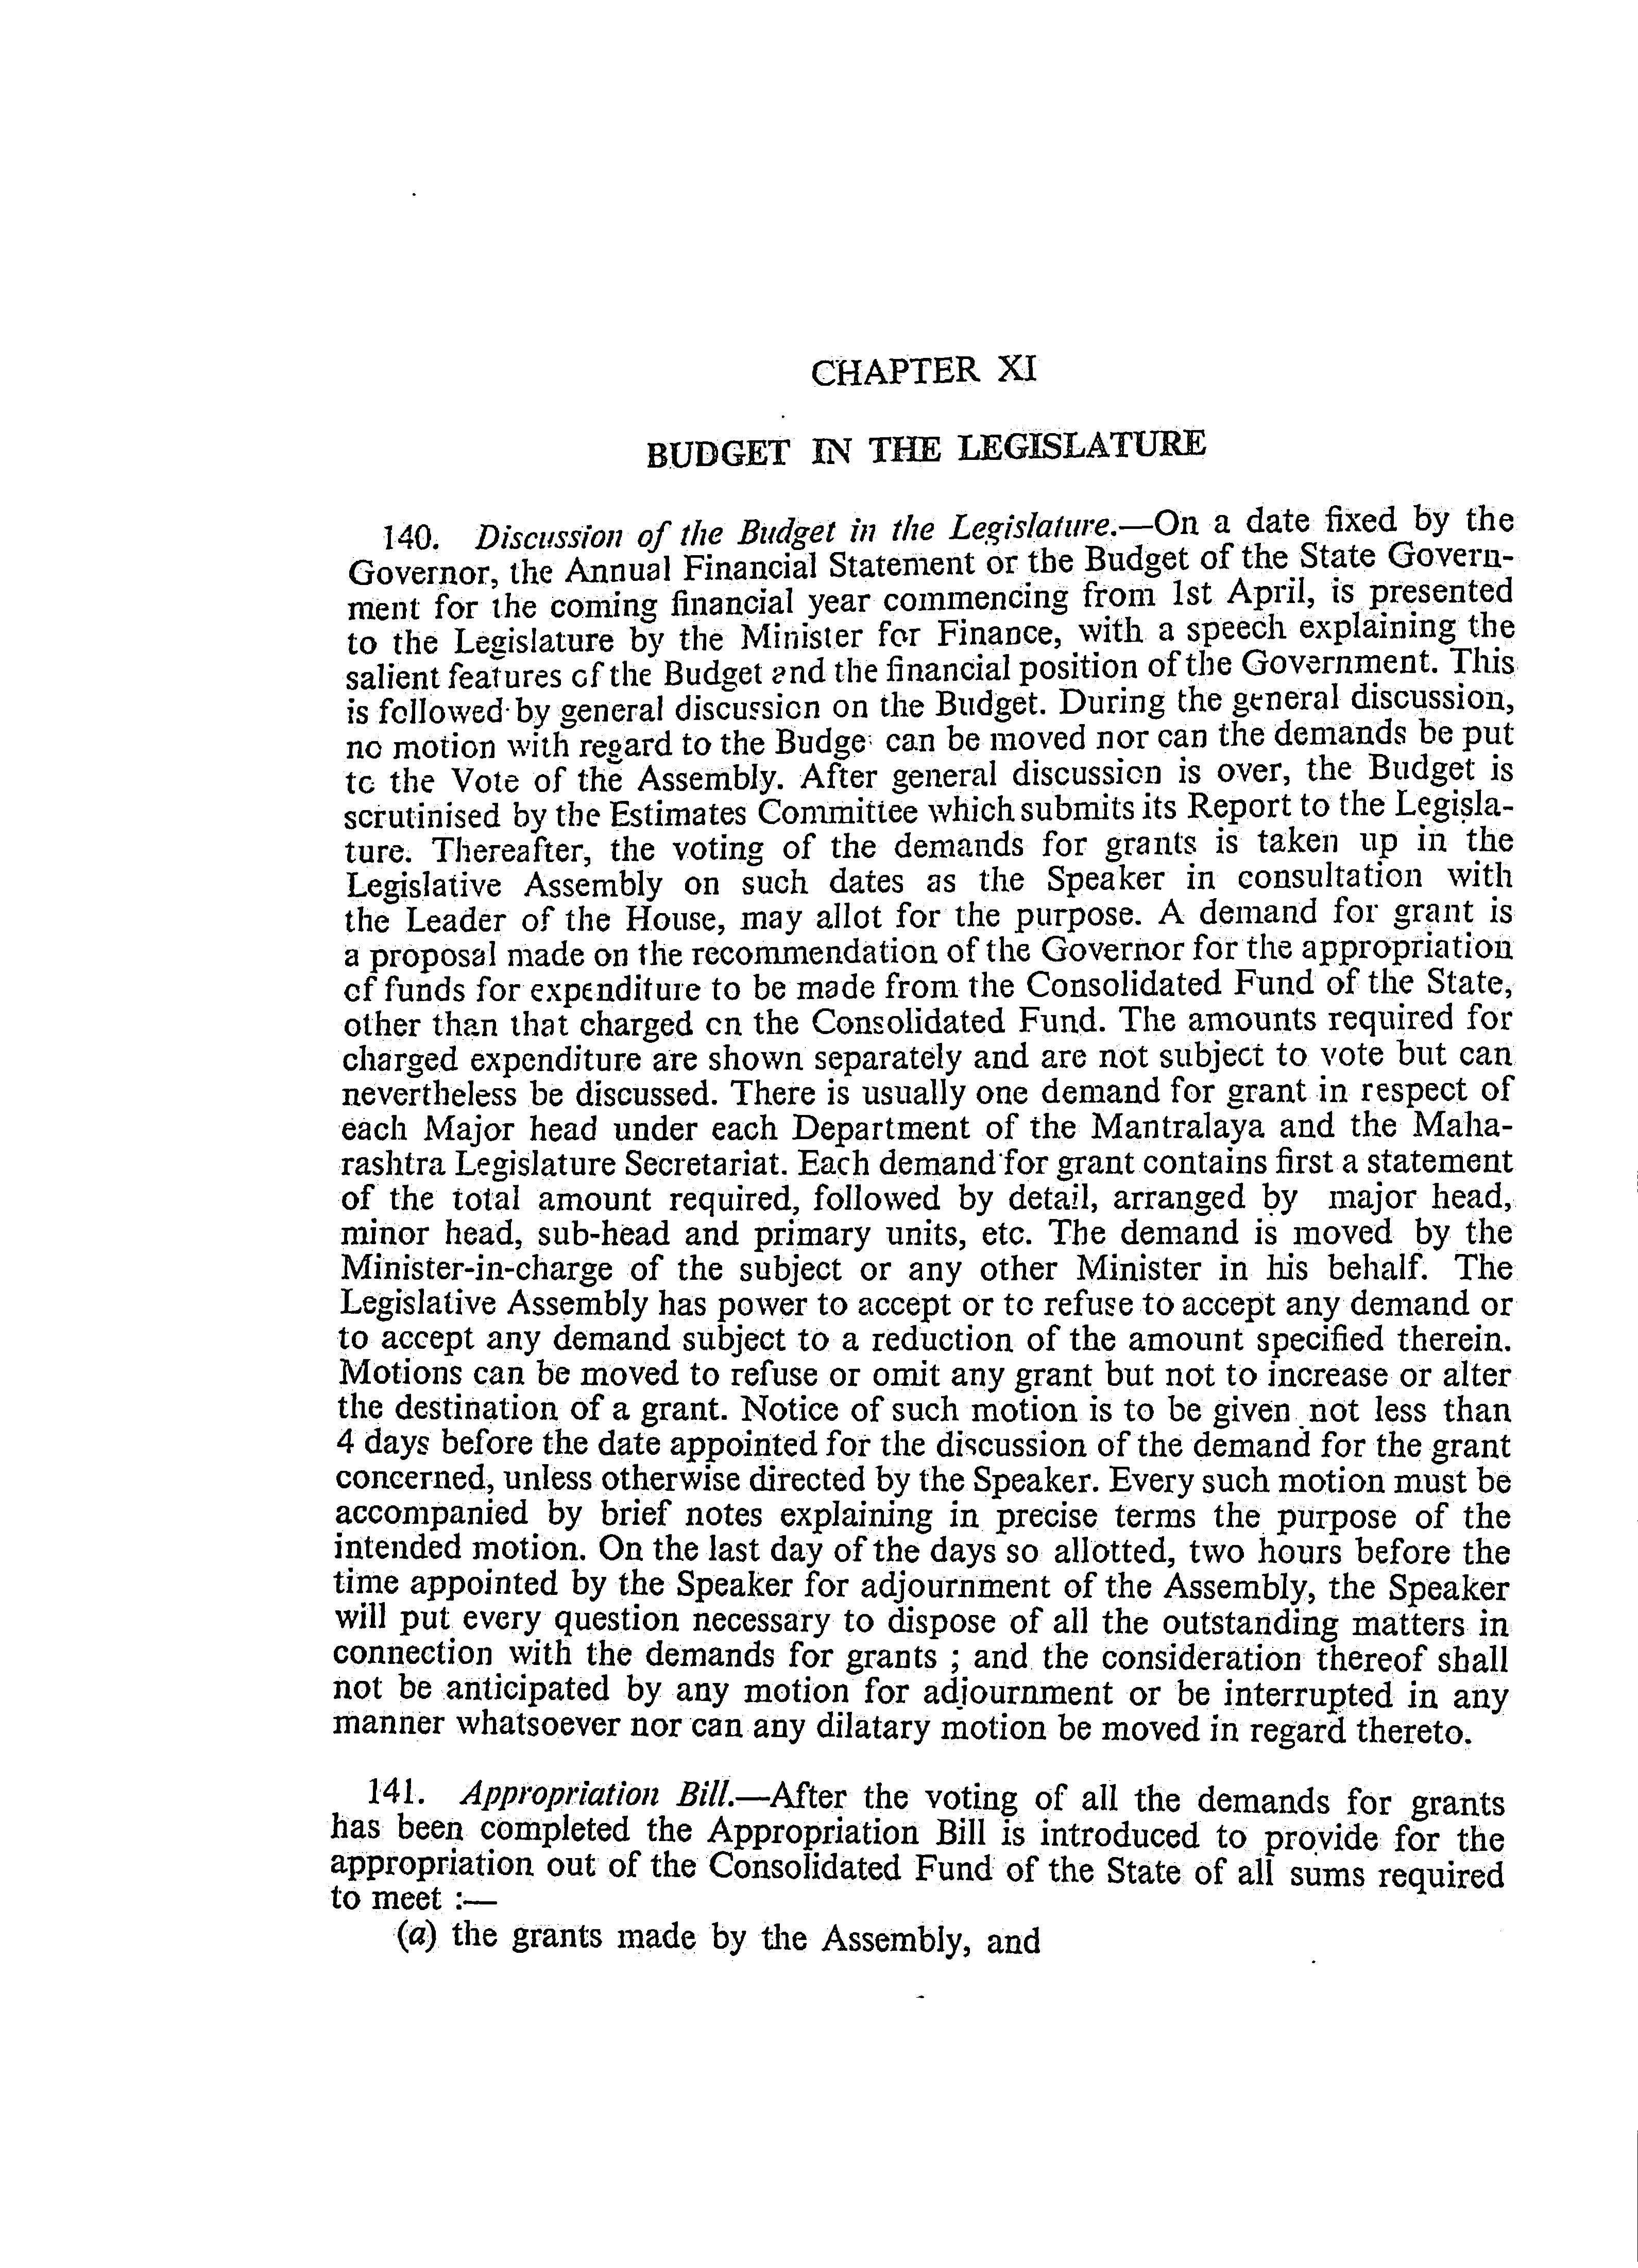 CHAPTER XI
BUDGET IN THE LEGISLATURE
140. Discussion of the Budget in the Legislature.—On a date fixed by the
Governor, the Annual Financial Statement or the Budget of the State Govern-
ment for the coming financial year commencing from 1st April, is presented
to the Legislature by the Minister for Finance, with a speech explaining the
salient features of the Budget and the financial position of the Government. This
is followed by general discussion on the Budget. During the general discussion,
no motion with regard to the Budget can be moved nor can the demands be put
to the Vote of the Assembly. After general discussion is over, the Budget is
scrutinised by the Estimates Committee which submits its Report to the Legisla-
ture. Thereafter, the voting of the demands for grants is taken up in the
Legislative Assembly on such dates as the Speaker in consultation with
the Leader of the House, may allot for the purpose. A demand for grant is
a proposal made on the recommendation of the Governor for the appropriation
of funds for expenditure to be made from the Consolidated Fund of the State,
other than that charged on the Consolidated Fund. The amounts required for
charged expenditure are shown separately and are not subject to vote but can
nevertheless be discussed. There is usually one demand for grant in respect of
each Major head under each Department of the Mantralaya and the Maha-
rashtra Legislature Secretariat. Each demand for grant contains first a statement
of the total amount required, followed by detail, arranged by major head,
minor head, sub-head and primary units, etc. The demand is moved by the
Minister-in-charge of the subject or any other Minister in his behalf. The
Legislative Assembly has power to accept or to refuse to accept any demand or
to accept any demand subject to a reduction of the amount specified therein.
Motions can be moved to refuse or omit any grant but not to increase or alter
the destination of a grant. Notice of such motion is to be given not less than
4 days before the date appointed for the discussion of the demand for the grant
concerned, unless otherwise directed by the Speaker. Every such motion must be
accompanied by brief notes explaining in precise terms the purpose of the
intended motion. On the last day of the days so allotted, two hours before the
time appointed by the Speaker for adjournment of the Assembly, the Speaker
will put every question necessary to dispose of all the outstanding matters in
connection with the demands for grants ; and the consideration thereof shall
not be anticipated by any motion for adjournment or be interrupted in any
manner whatsoever nor can any dilatary motion be moved in regard thereto.
141. Appropriation Bill.—After the voting of all the demands for grants
has been completed the Appropriation Bill is introduced to provide for the
appropriation out of the Consolidated Fund of the State of all sums required
to meet :—
(a) the grants made by the Assembly, and